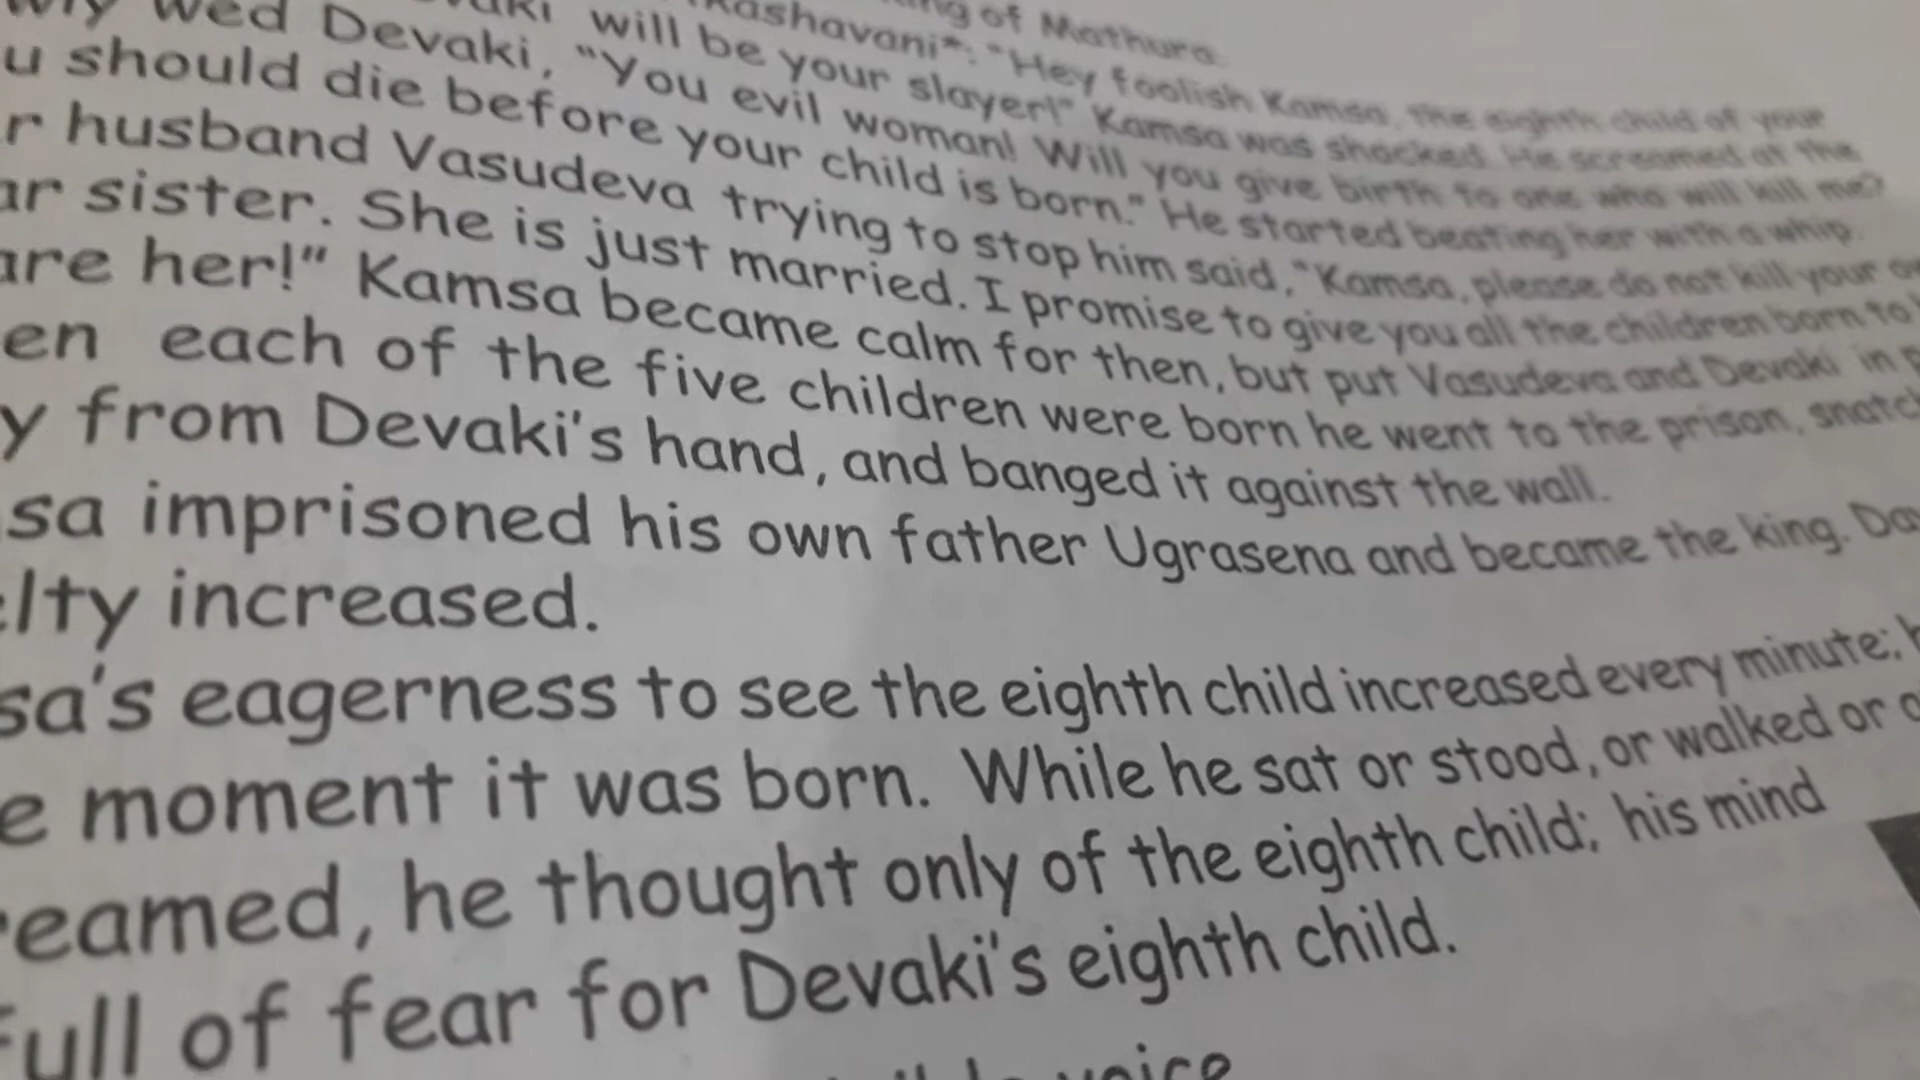 ng of Mathura.
wly wed Devaki will be your slayer!" Kamsa was shocked. He screamed at the
kashavani*: "Hey foolish Kamsa, the eighth child of your
Devaki, "You evil woman! Will you give birth to one who will kill me?
u should die before your child is born." He started beating her with a whip.
r husband Vasudeva trying to stop him said, "Kamsa, please do not kill your
ar sister. She is just married. I promise to give you all the children born to
are her!" Kamsa became calm for then, but put Vasudeva and Devaki in
en each of the five children were born he went to the prison, snatch
y from Devaki's hand, and banged it against the wall.
sa imprisoned his own father Ugrasena and became the king. Da
elty increased.
sa's eagerness to see the eighth child increased every minute;
e moment it was born. While he sat or stood, or walked or
reamed, he thought only of the eighth child; his mind
full of fear for Devaki's eighth child.
voice